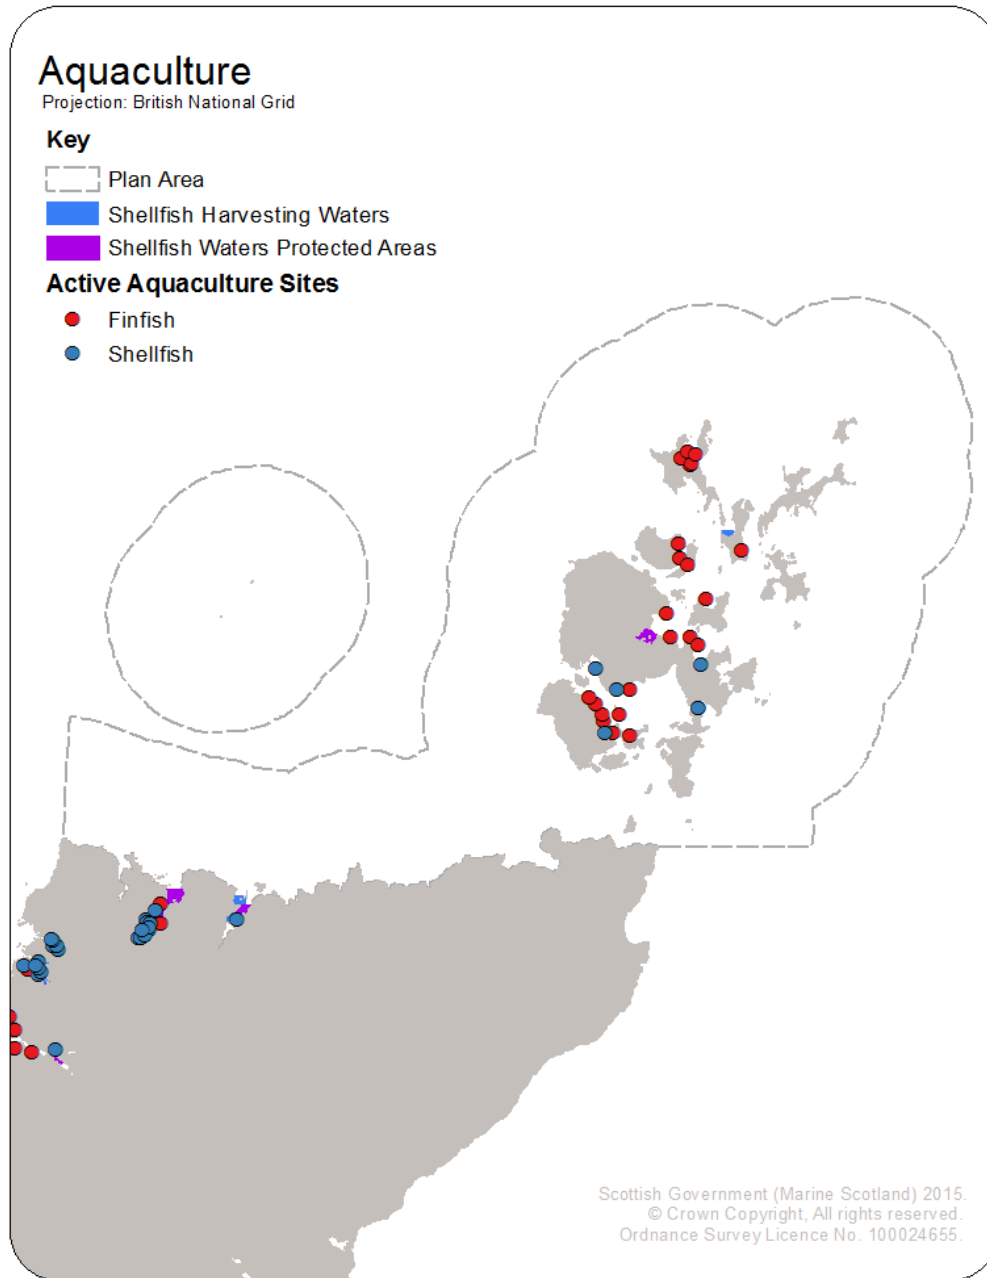 Aquaculture
Projection: British National Grid
Key
Plan Area
Shellfish Harvesting Waters
Shellfish Waters Protected Areas
Active Aquaculture Sites
Finfish
Shellfish
Scottish Government (Marine Scotland) 2015.
© Crown Copyright, All rights reserved.
Ordnance Survey Licence No. 100024655.